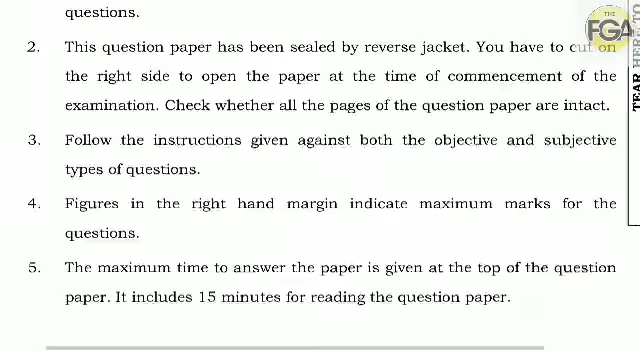 questions.
2. This question paper has been sealed by reverse jacket. You have to cut on
the right side to open the paper at the time of commencement of the
examination. Check whether all the pages of the question paper are intact.
3. Follow the instructions given against both the objective and subjective
types of questions.
4. Figures in the right hand margin indicate maximum marks for the
questions.
5. The maximum time to answer the paper is given at the top of the question
paper. It includes 15 minutes for reading the question paper.
THE
FGA
TEAR HERE TO